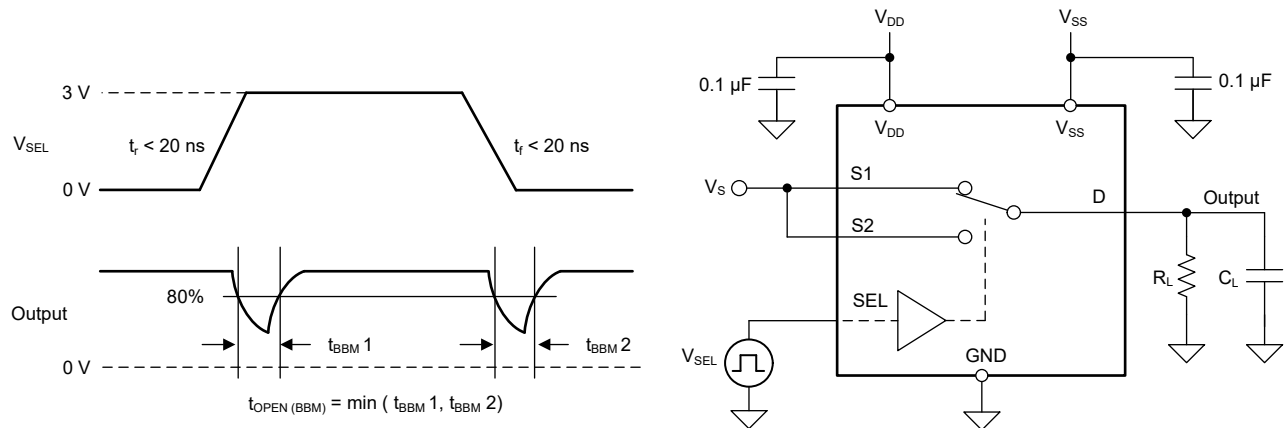 3 V
V_SEL
t_r < 20 ns
t_f < 20 ns
0 V
80%
Output
t_BBM 1
t_BBM 2
0 V
t_OPEN (BBM) = min ( t_BBM 1, t_BBM 2)
V_DD
V_SS
0.1 µF
0.1 µF
V_DD
V_SS
V_S
S1
D
Output
S2
R_L
C_L
SEL
V_SEL
GND